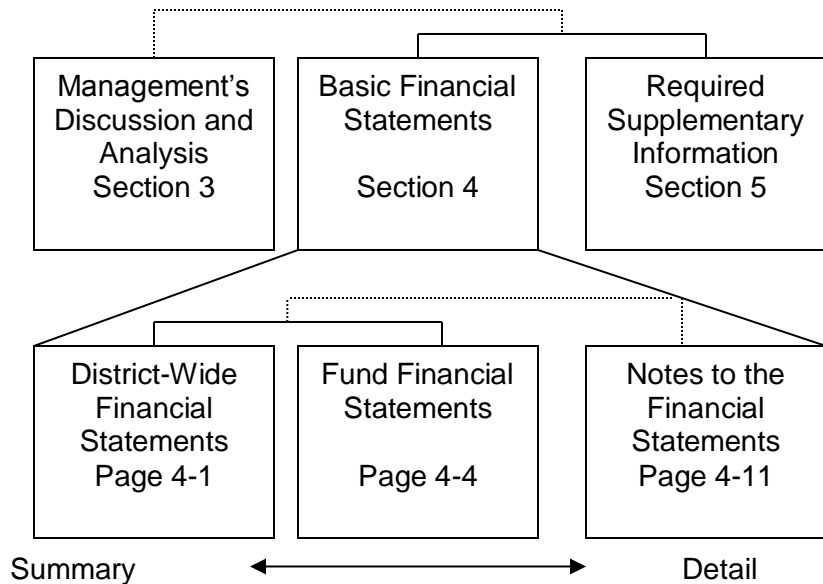 Management’s
Discussion and
Analysis
Section 3
Basic Financial
Statements
Section 4
Required
Supplementary
Information
Section 5
District-Wide
Financial
Statements
Page 4-1
Fund Financial
Statements
Page 4-4
Notes to the
Financial
Statements
Page 4-11
Summary
Detail